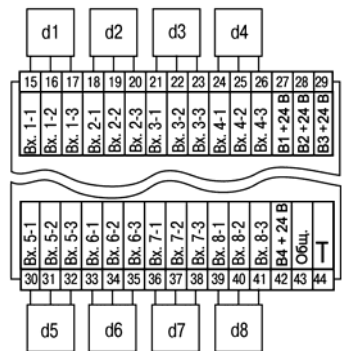 d1 d2 d3 d4
15 16 17 18 19 20 21 22 23 24 25 26 27 28 29
Вх. 1-1
Вх. 1-2
Вх. 1-3
Вх. 2-1
Вх. 2-2
Вх. 2-3
Вх. 3-1
Вх. 3-2
Вх. 3-3
Вх. 4-1
Вх. 4-2
Вх. 4-3
В1 +24 В
В2 +24 В
В3 +24 В
Вх. 5-1
Вх. 5-2
Вх. 5-3
Вх. 6-1
Вх. 6-2
Вх. 6-3
Вх. 7-1
Вх. 7-2
Вх. 7-3
Вх. 8-1
Вх. 8-2
Вх. 8-3
В4 + 24 В
Общ.
Т
30 31 32 33 34 35 36 37 38 39 40 41 42 43 44
d5 d6 d7 d8